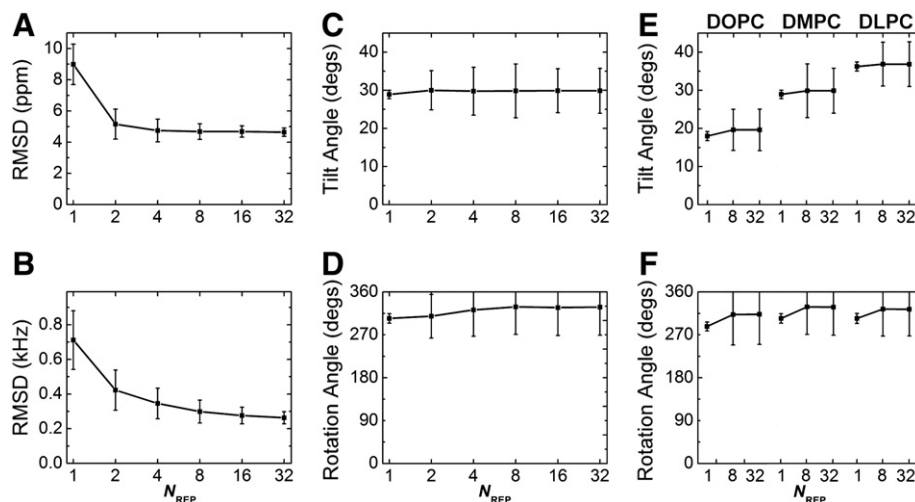 A
RMSD (ppm)
10
8
6
4
2
0
1 2 4 8 16 32
B
RMSD (kHz)
0.8
0.6
0.4
0.2
0.0
1 2 4 8 16 32
N_REP
C
Tilt Angle (degs)
40
30
20
10
0
1 2 4 8 16 32
D
Rotation Angle (degs)
360
270
180
90
0
1 2 4 8 16 32
N_REP
E
DOPC DMPC DLPC
Tilt Angle (degs)
40
30
20
10
0
1 8 32 1 8 32 1 8 32
F
Rotation Angle (degs)
360
270
180
90
0
1 8 32 1 8 32 1 8 32
N_REP